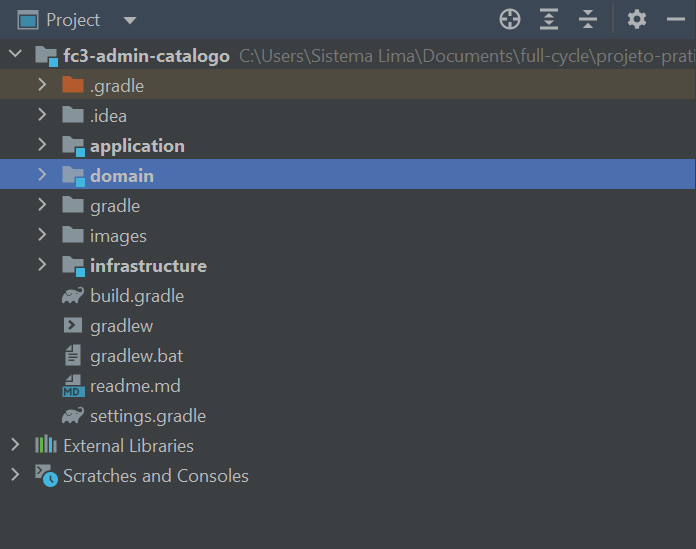 Project
fc3-admin-catalogo C:\Users\Sistema Lima\Documents\full-cycle\projeto-prati
.gradle
.idea
application
domain
gradle
images
infrastructure
build.gradle
gradlew
gradlew.bat
MD readme.md
settings.gradle
External Libraries
Scratches and Consoles